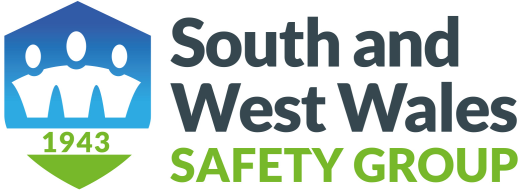 South and
West Wales
SAFETY GROUP
1943